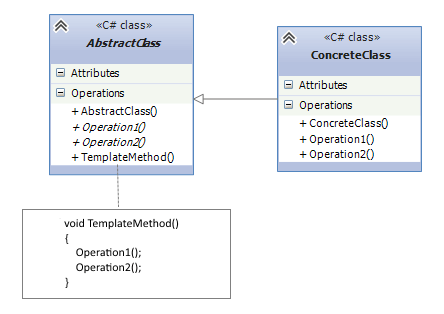 «C# class»
AbstractClass
Attributes
Operations
+ AbstractClass()
+ Operation1()
+ Operation2()
+ TemplateMethod()
«C# class»
ConcreteClass
Attributes
Operations
+ ConcreteClass()
+ Operation1()
+ Operation2()
void TemplateMethod()
{
Operation1();
Operation2();
}